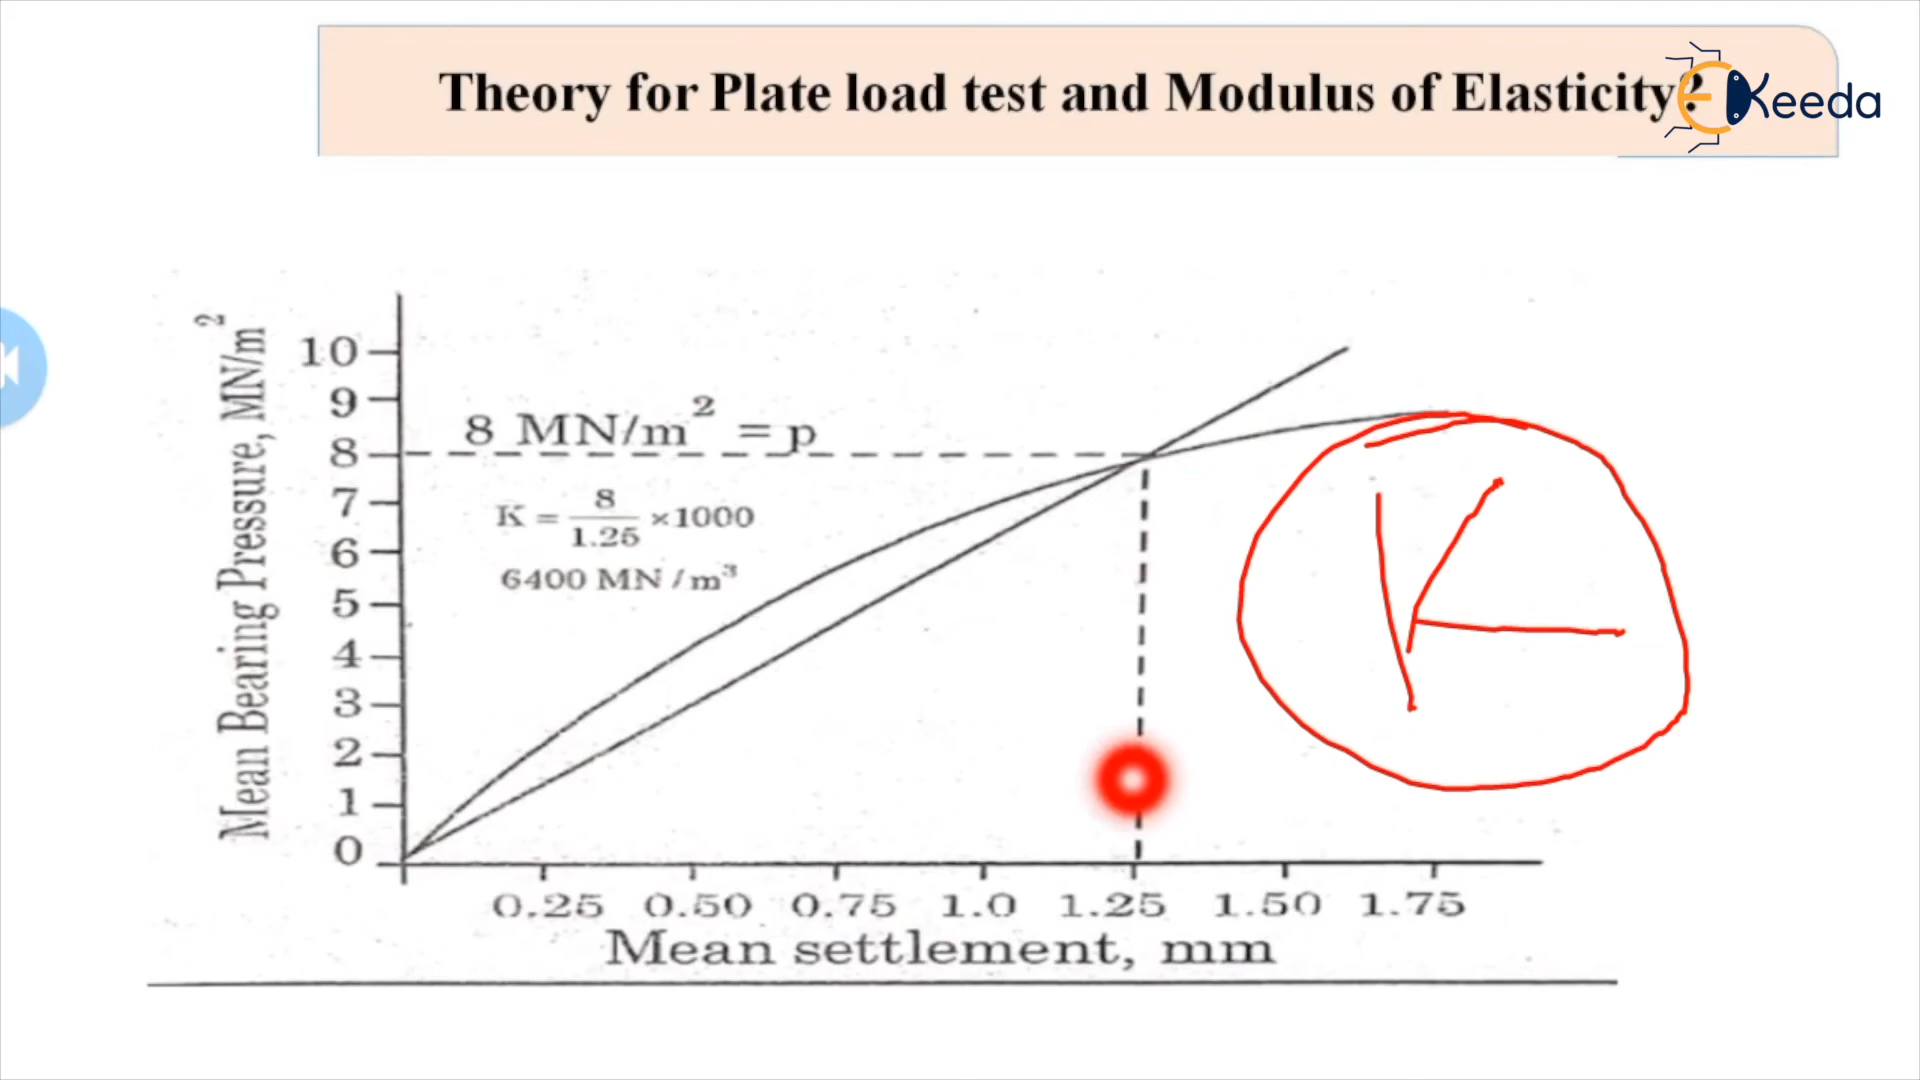 Theory for Plate load test and Modulus of Elasticity?
EKeeda
Mean Bearing Pressure, MN/m²
10
9
8
7
6
5
4
3
2
1
0
8 MN/m² = p
K = 8/1.25 ×1000
6400 MN/m³
K
0.25 0.50 0.75 1.0 1.25 1.50 1.75
Mean settlement, mm